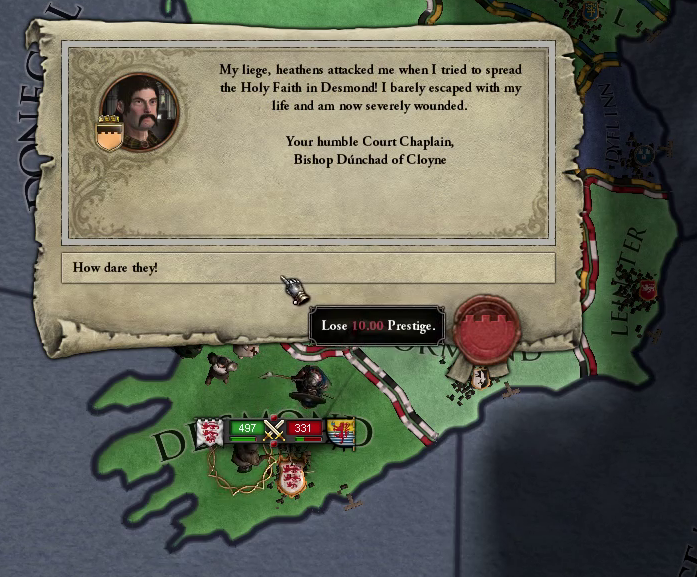 My liege, heathens attacked me when I tried to spread
the Holy Faith in Desmond! I barely escaped with my
life and am now severely wounded.
Your humble Court Chaplain,
Bishop Dúnchad of Cloyne
How dare they!
Lose 10.00 Prestige.
DESMOND
497
331